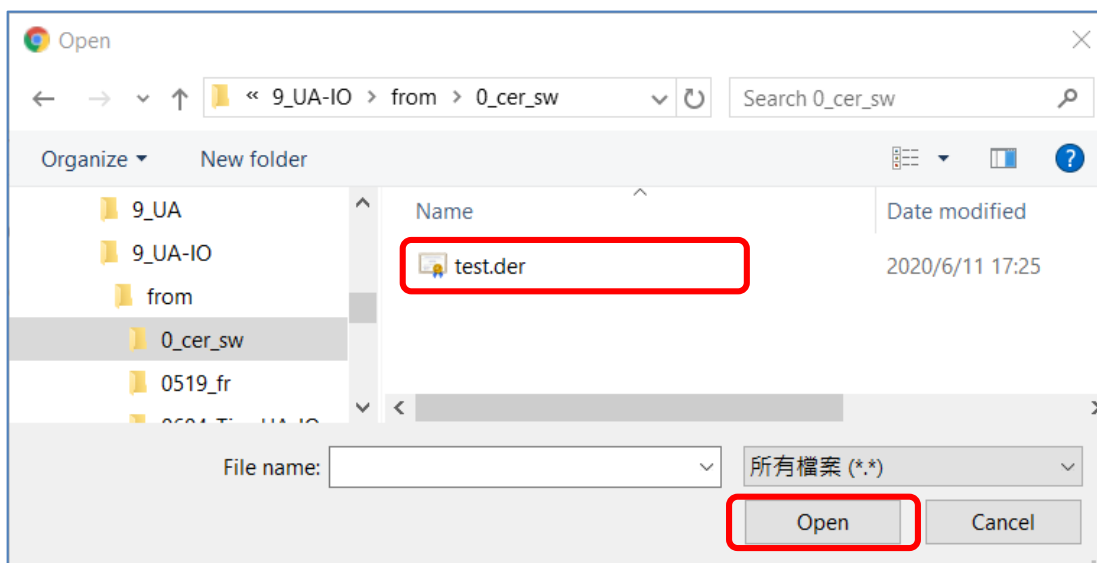 Open
« 9_UA-IO > from > 0_cer_sw
Search 0_cer_sw
Organize
New folder
9_UA
9_UA-IO
from
0_cer_sw
0519_fr
Name
Date modified
test.der
2020/6/11 17:25
File name:
所有檔案 (*.*)
Open
Cancel